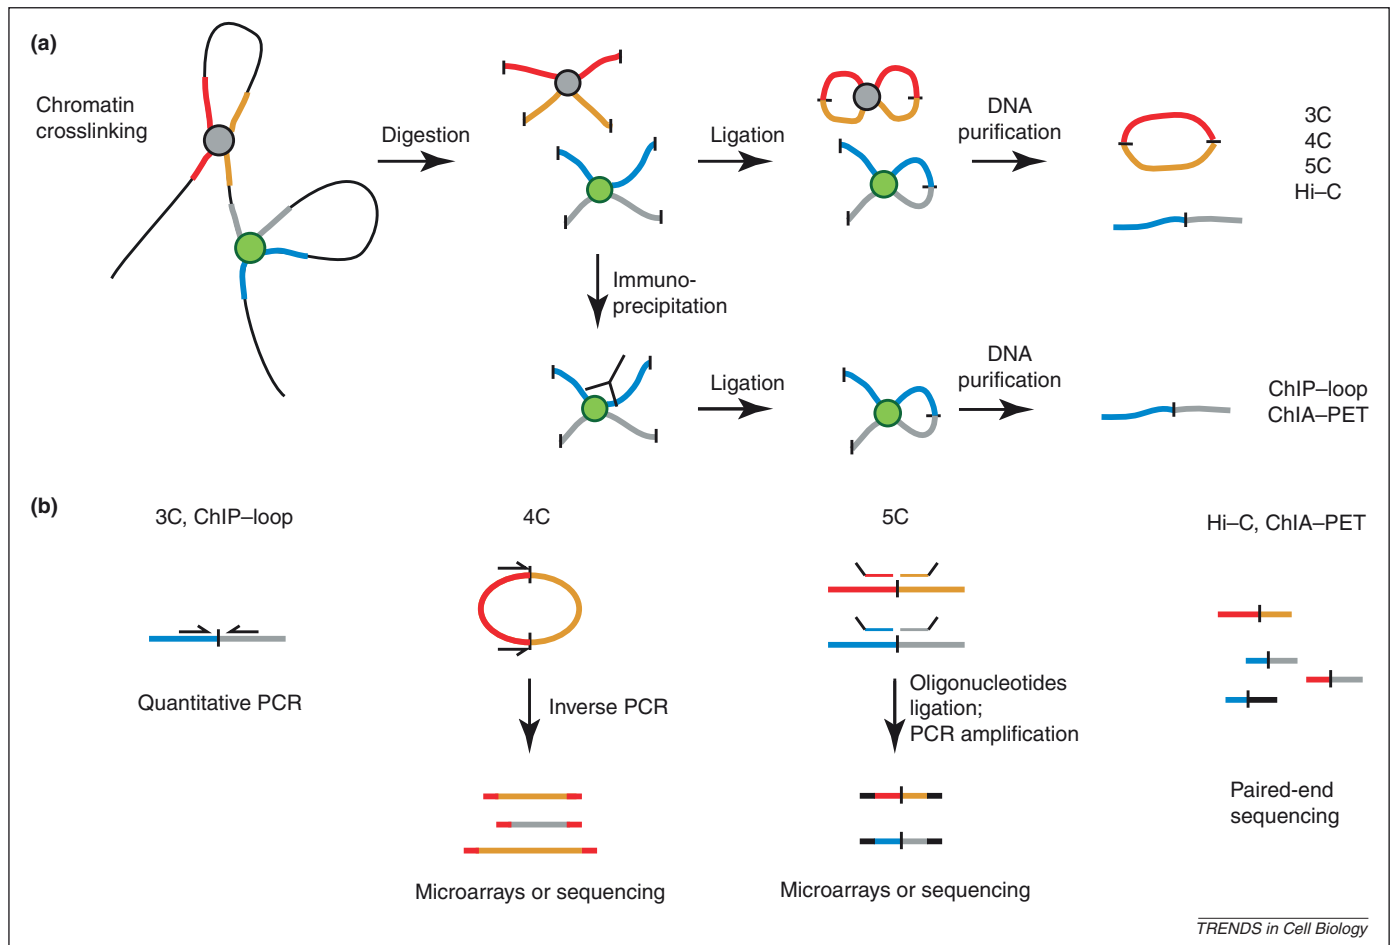 (a)
Chromatin
crosslinking
Digestion
Ligation
DNA
purification
3C
4C
5C
Hi–C
Immuno-
precipitation
Ligation
DNA
purification
ChIP–loop
ChIA–PET
(b)
3C, ChIP–loop
4C
5C
Hi–C, ChIA–PET
Quantitative PCR
Inverse PCR
Oligonucleotides
ligation;
PCR amplification
Paired-end
sequencing
Microarrays or sequencing
Microarrays or sequencing
TRENDS in Cell Biology